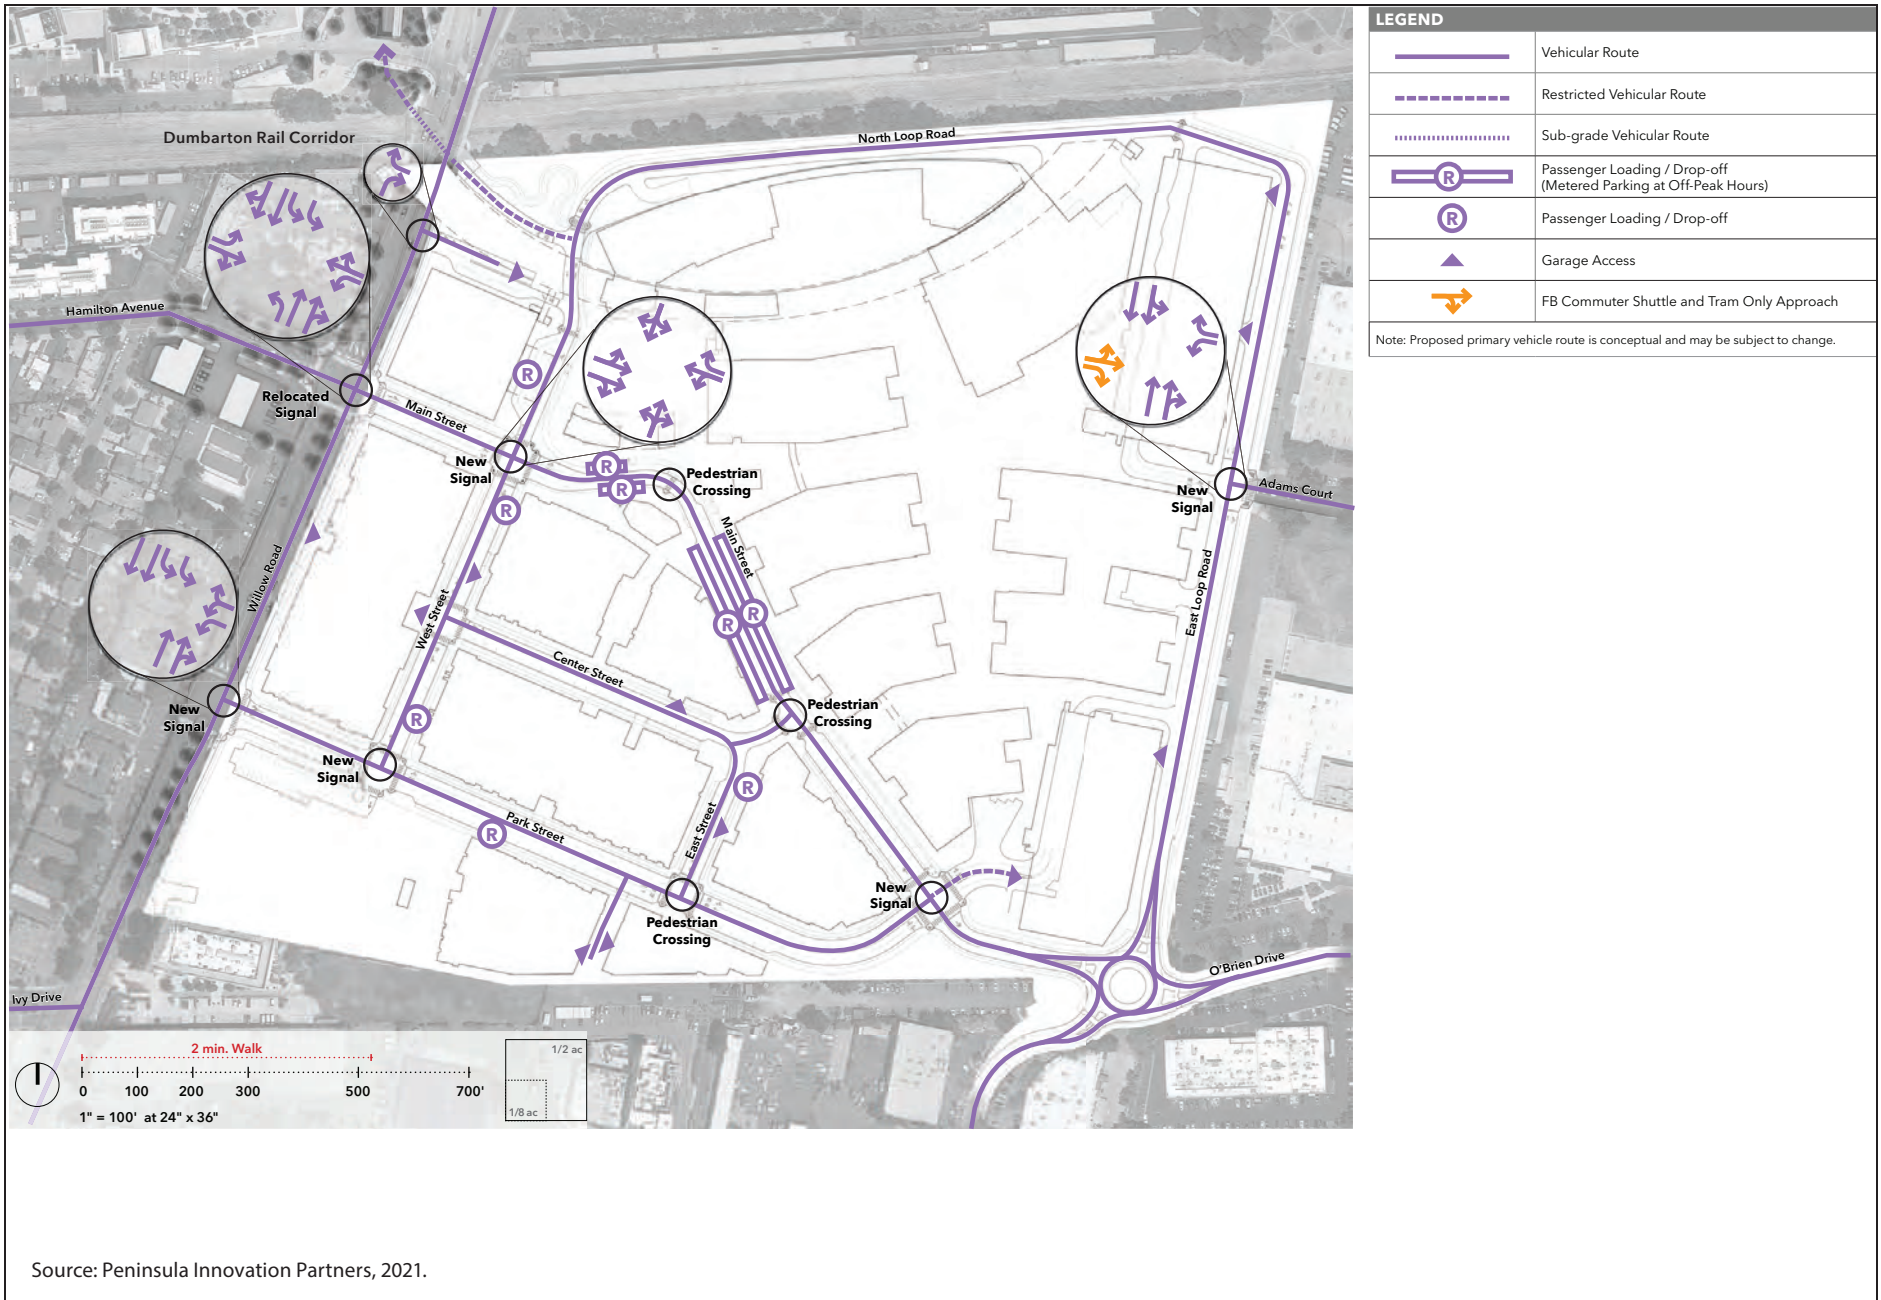 LEGEND
Vehicular Route
Restricted Vehicular Route
Sub-grade Vehicular Route
R
Passenger Loading / Drop-off
(Metered Parking at Off-Peak Hours)
R
Passenger Loading / Drop-off
Garage Access
FB Commuter Shuttle and Tram Only Approach
Note: Proposed primary vehicle route is conceptual and may be subject to change.
Dumbarton Rail Corridor
North Loop Road
Hamilton Avenue
Relocated
Signal
Main Street
R
New
Signal
R
R
Pedestrian
Crossing
R
Main Street
New
Signal
Adams Court
Willow Road
West Street
East Loop Road
R
R
Center Street
New
Signal
R
Pedestrian
Crossing
New
Signal
R
Park Street
R
East Street
New
Signal
Pedestrian
Crossing
O'Brien Drive
Ivy Drive
2 min. Walk
0 100 200 300 500 700'
1" = 100' at 24" x 36"
1/2 ac
1/8 ac
Source: Peninsula Innovation Partners, 2021.